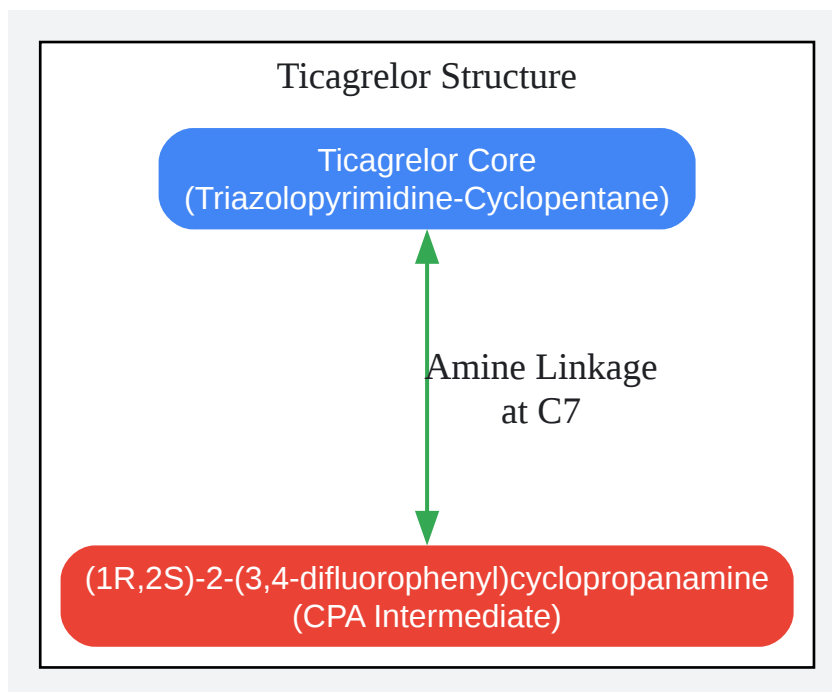 Ticagrelor Structure
Ticagrelor Core
(Triazolopyrimidine-Cyclopentane)
Amine Linkage
at C7
(1R,2S)-2-(3,4-difluorophenyl)cyclopropanamine
(CPA Intermediate)